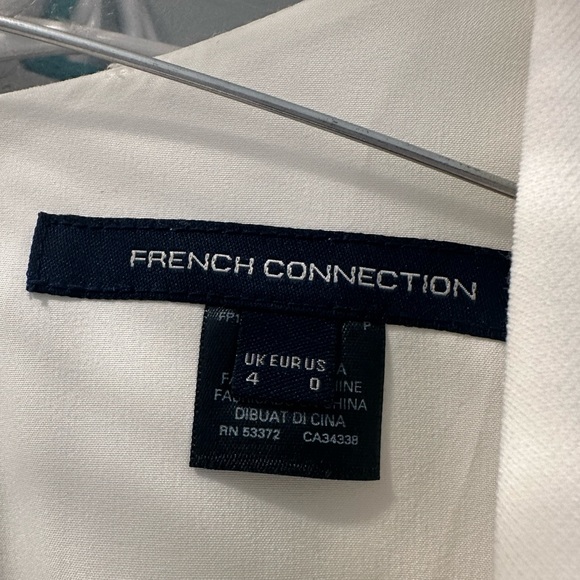 FRENCH CONNECTION
UK EUR US
4 0
DIBUAT DI CINA
RN 53372 CA34338